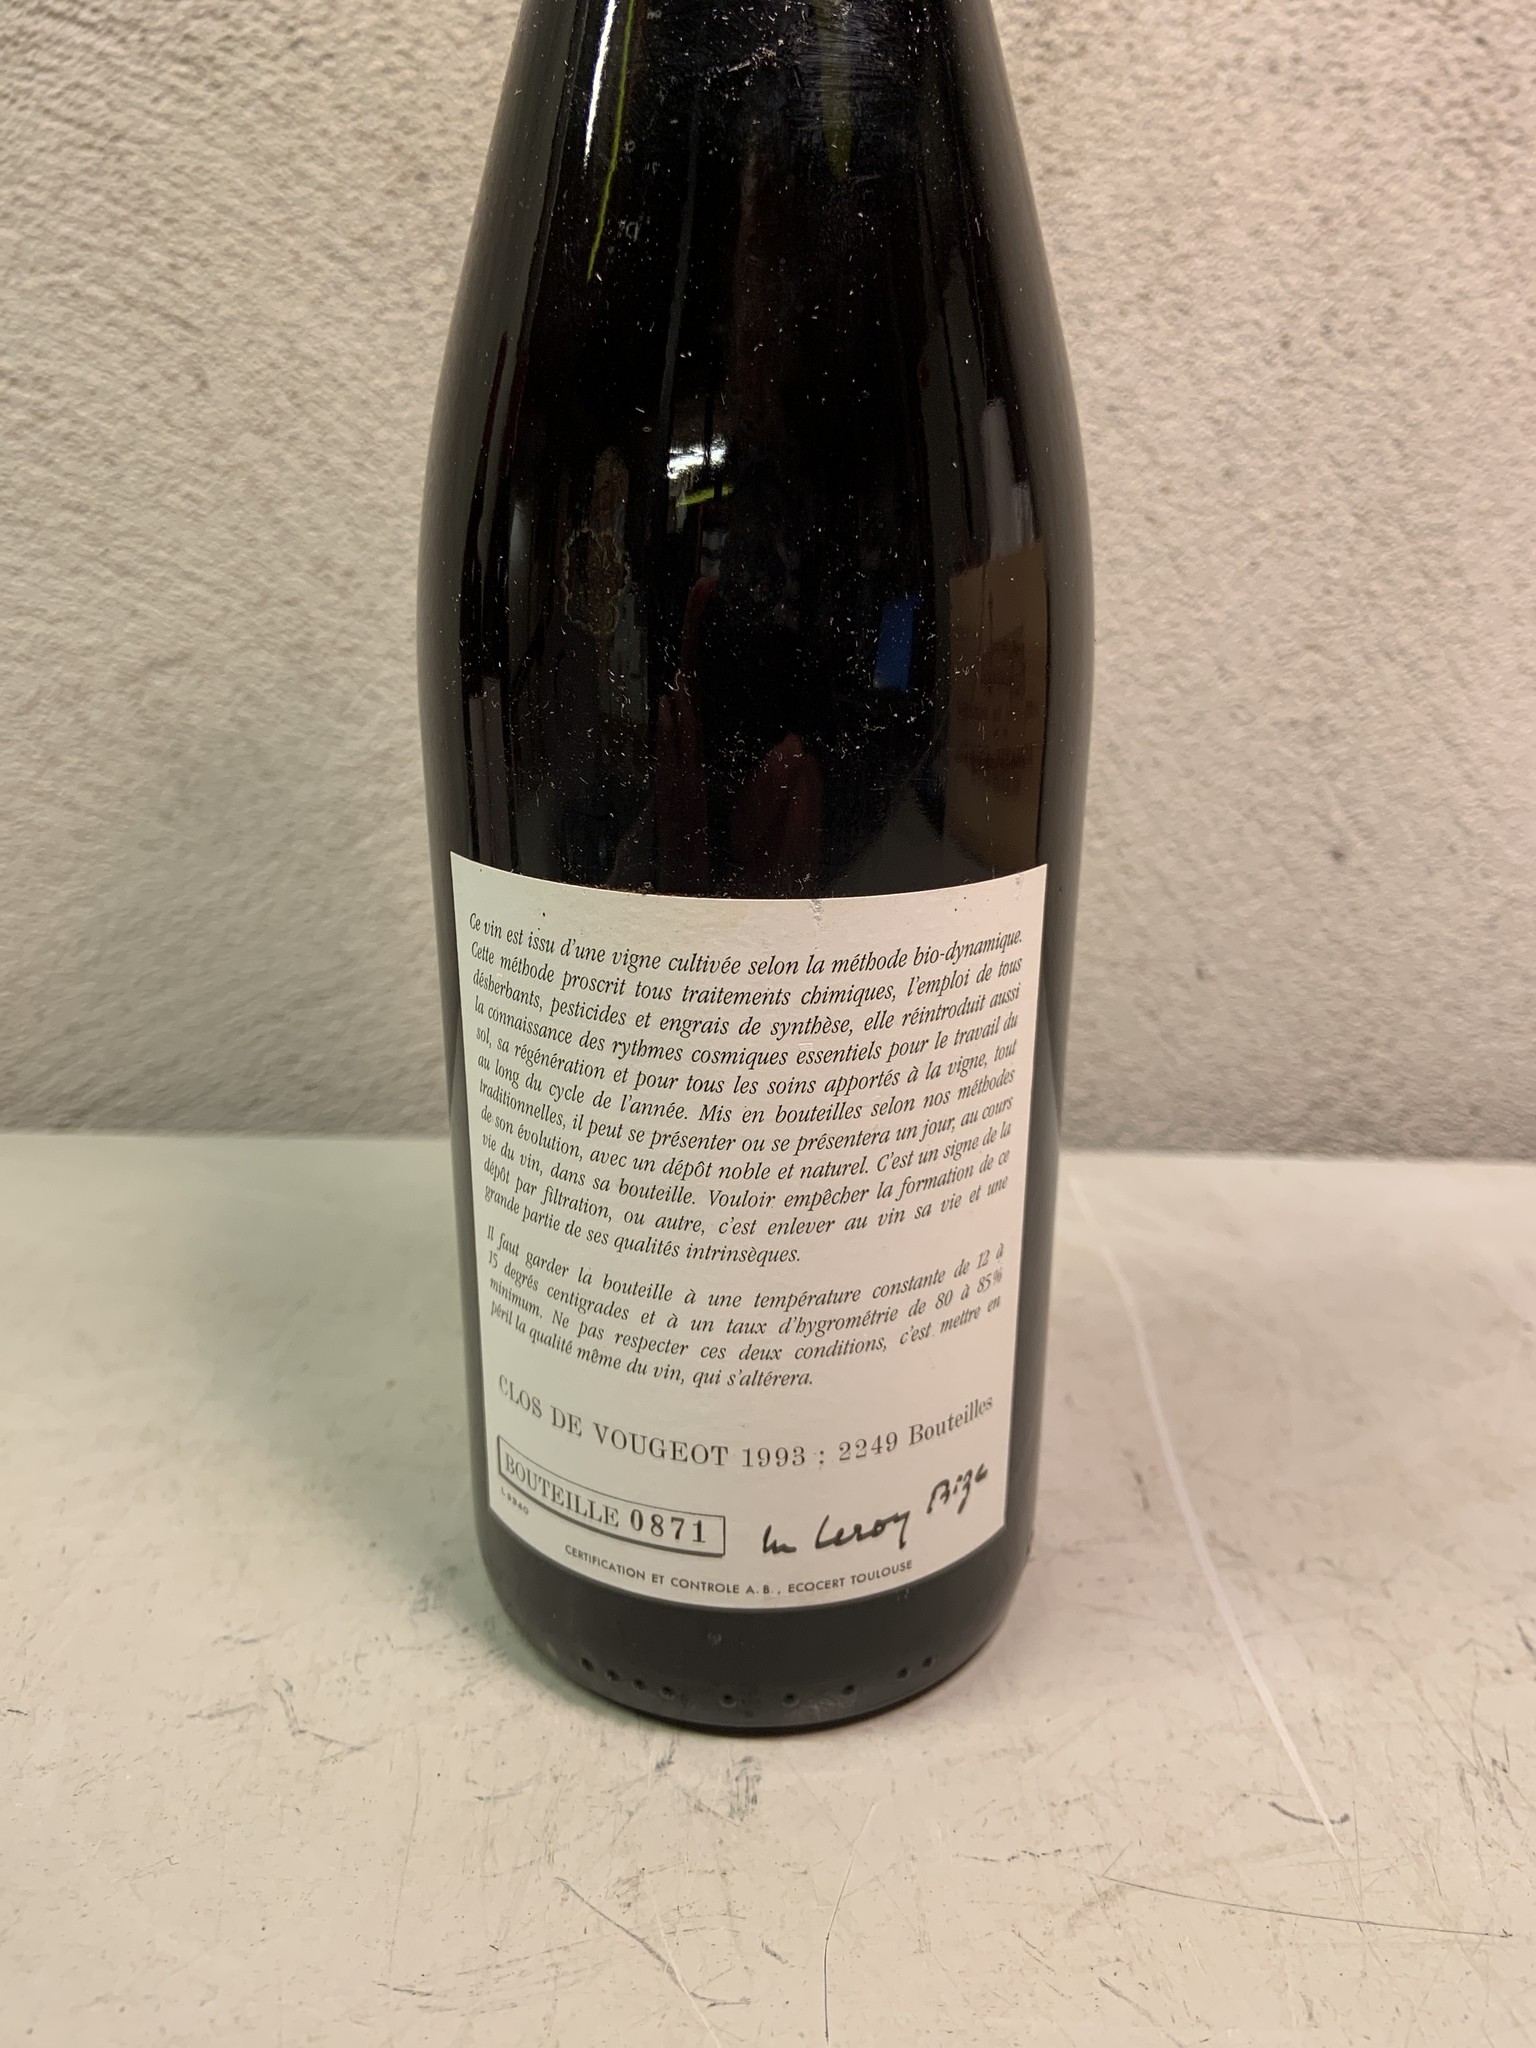 Ce vin est issu d'une vigne cultivée selon la méthode bio-dynamique.
Cette méthode proscrit tous traitements chimiques, l'emploi de tous
désherbants, pesticides et engrais de synthèse, elle réintroduit aussi
la connaissance des rythmes cosmiques essentiels pour le travail du
sol, sa régénération et pour tous les soins apportés à la vigne, tout
au long du cycle de l'année. Mis en bouteilles selon nos méthodes
traditionnelles, il peut se présenter ou se présentera un jour, au cours
de son évolution, avec un dépôt noble et naturel. C'est un signe de la
vie du vin, dans sa bouteille. Vouloir empêcher la formation de ce
dépôt par filtration, ou autre, c'est enlever au vin sa vie et une
grande partie de ses qualités intrinsèques.
Il faut garder la bouteille à une température constante de 12 à
15 degrés centigrades et à un taux d'hygrométrie de 80 à 85%
minimum. Ne pas respecter ces deux conditions, c'est mettre en
péril la qualité même du vin, qui s'altérera.
CLOS DE VOUGEOT 1993 : 2249 Bouteilles
BOUTEILLE 0871
Leroy Bize
CERTIFICATION ET CONTROLE A.B., ECOCERT TOULOUSE